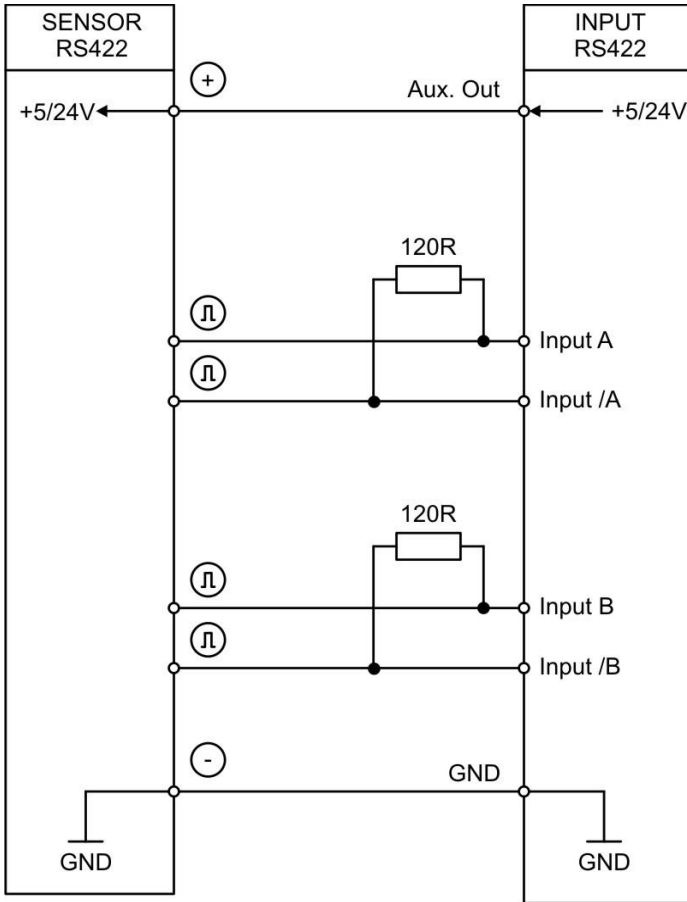 SENSOR
RS422
INPUT
RS422
+
Aux. Out
+5/24V
+5/24V
120R
Input A
Input /A
120R
Input B
Input /B
-
GND
GND
GND